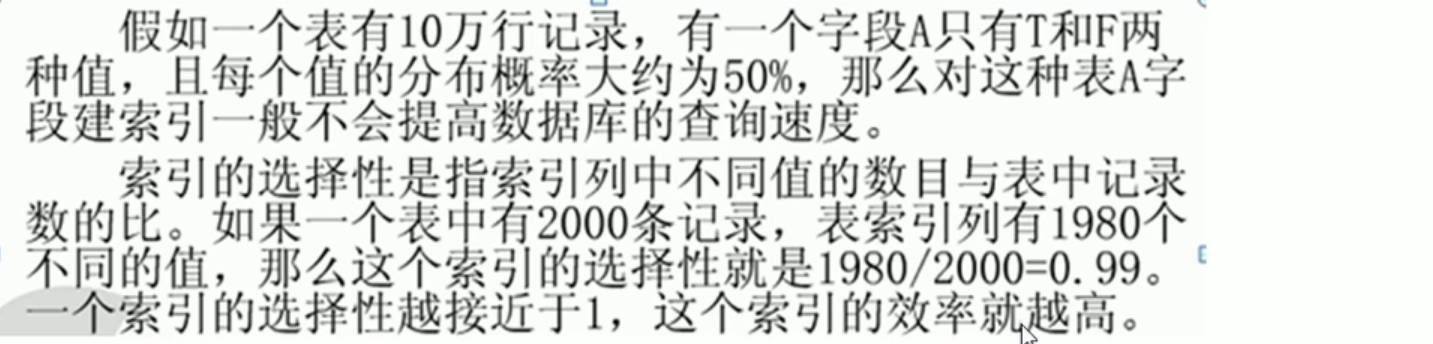 假如一个表有10万行记录，有一个字段A只有T和F两
种值，且每个值的分布概率大约为50%，那么对这种表A字
段建索引一般不会提高数据库的查询速度。
索引的选择性是指索引列中不同值的数目与表中记录
数的比。如果一个表中有2000条记录，表索引列有1980个
不同的值，那么这个索引的选择性就是1980/2000=0.99。
一个索引的选择性越接近于1，这个索引的效率就越高。